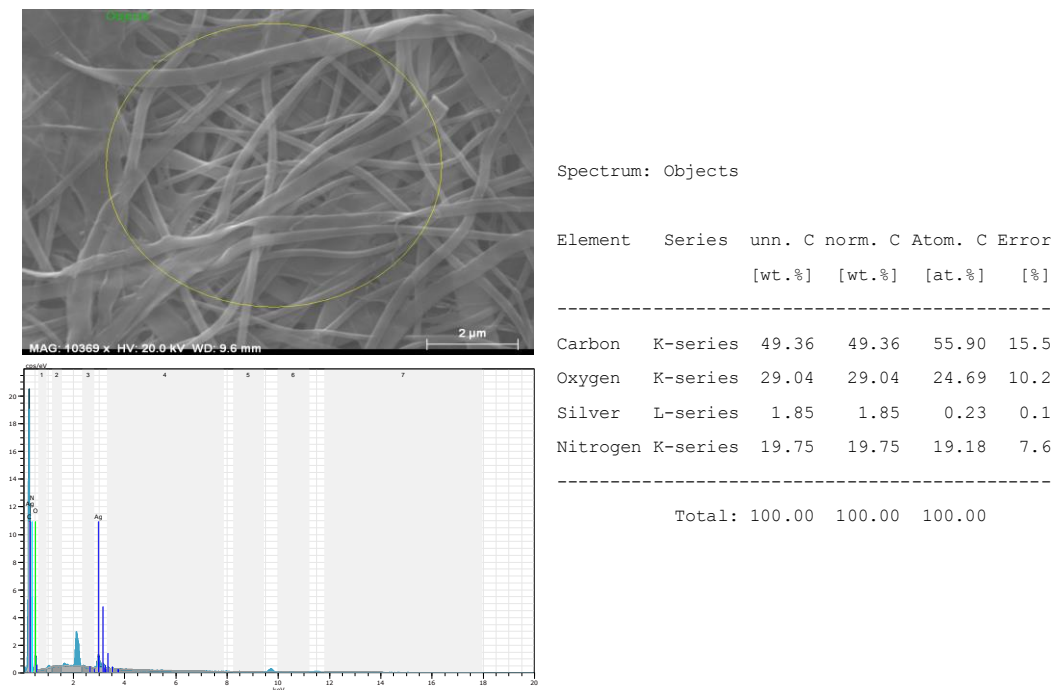 Objects
MAG: 10369 x HV: 20.0 kV WD: 9.6 mm
2 µm
cps/eV
1 2 3 4 5 6 7
20
18
16
14
12
10
8
6
4
2
0
N
Ag
O
C
Ag
2 4 6 8 10 12 14 16 18 20
keV
Spectrum: Objects
Element Series unn. C norm. C Atom. C Error
[wt.%] [wt.%] [at.%] [%]
Carbon K-series 49.36 49.36 55.90 15.5
Oxygen K-series 29.04 29.04 24.69 10.2
Silver L-series 1.85 1.85 0.23 0.1
Nitrogen K-series 19.75 19.75 19.18 7.6
Total: 100.00 100.00 100.00